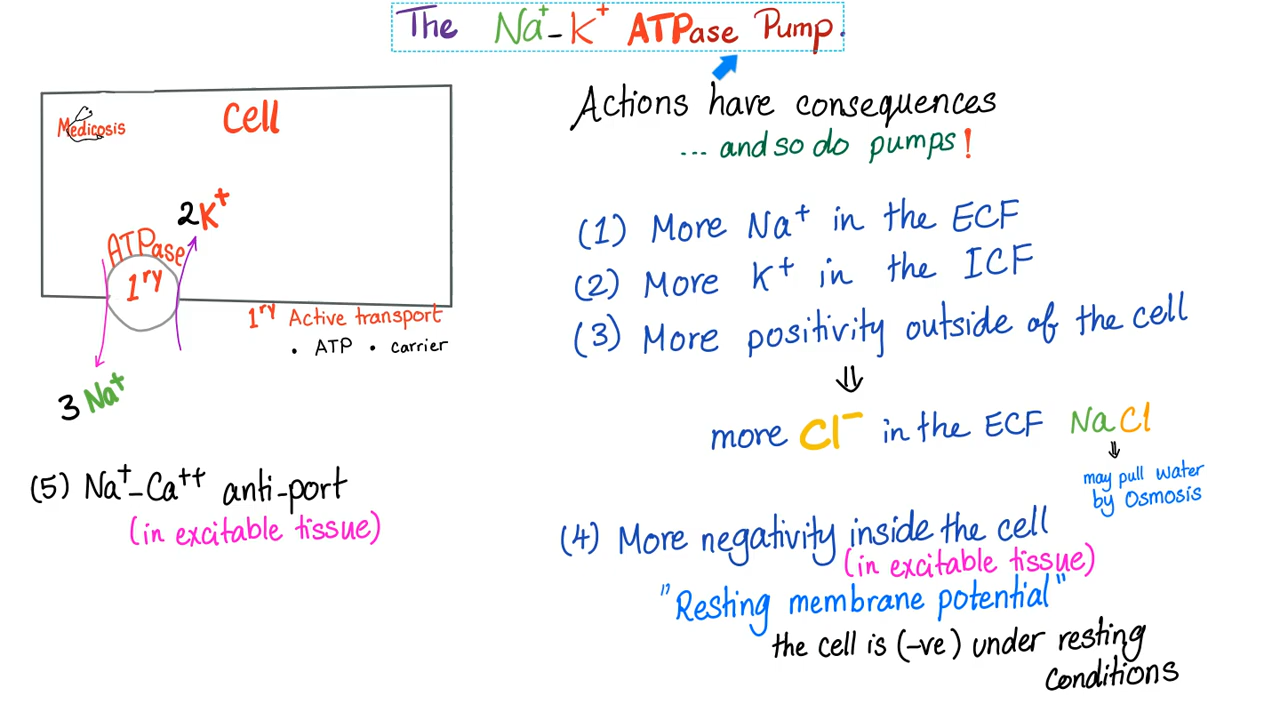 The Na+-K+ ATPase Pump.
Actions have consequences
... and so do pumps!
Medicosis
Cell
2K+
ATPase
1ry
1ry Active transport
• ATP • carrier
3 Na+
(1) More Na+ in the ECF
(2) More K+ in the ICF
(3) More positivity outside of the cell
⇓
more Cl− in the ECF NaCl
⇓
may pull water
by Osmosis
(5) Na+-Ca++ anti-port
(in excitable tissue)
(4) More negativity inside the cell
(in excitable tissue)
"Resting membrane potential"
the cell is (-ve) under resting
conditions